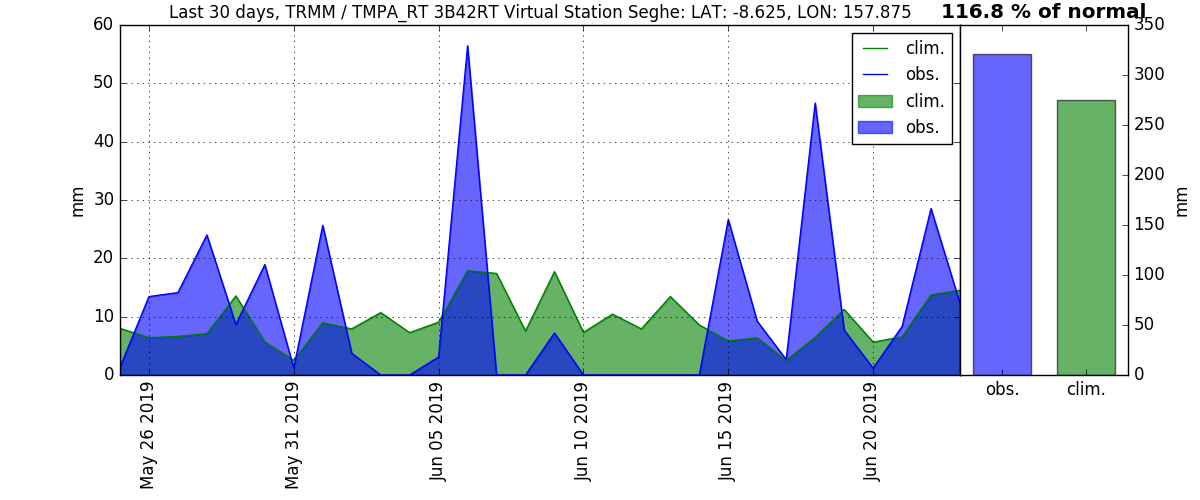 Last 30 days, TRMM / TMPA_RT 3B42RT Virtual Station Seghe: LAT: -8.625, LON: 157.875
116.8 % of normal
60
50
40
30
20
10
0
mm
clim.
obs.
clim.
obs.
350
300
250
200
150
100
50
0
mm
May 26 2019
May 31 2019
Jun 05 2019
Jun 10 2019
Jun 15 2019
Jun 20 2019
obs.
clim.